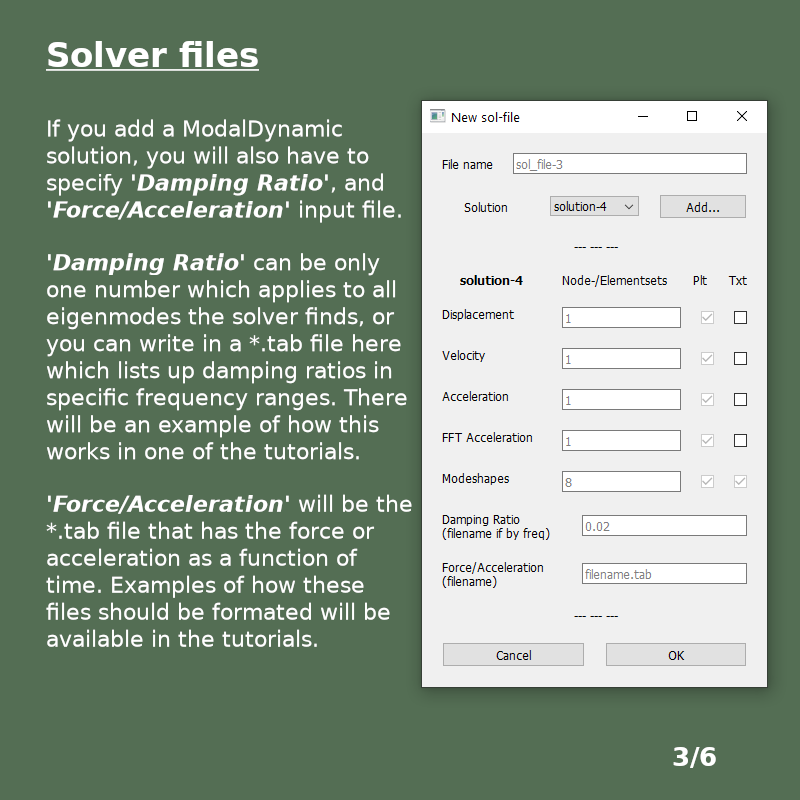 Solver files
If you add a ModalDynamic
solution, you will also have to
specify 'Damping Ratio', and
'Force/Acceleration' input file.
'Damping Ratio' can be only
one number which applies to all
eigenmodes the solver finds, or
you can write in a *.tab file here
which lists up damping ratios in
specific frequency ranges. There
will be an example of how this
works in one of the tutorials.
'Force/Acceleration' will be the
*.tab file that has the force or
acceleration as a function of
time. Examples of how these
files should be formated will be
available in the tutorials.
New sol-file
File name sol_file-3
Solution solution-4 Add...
--- --- ---
solution-4 Node-/Elementsets Plt Txt
Displacement 1
Velocity 1
Acceleration 1
FFT Acceleration 1
Modeshapes 8
Damping Ratio
(filename if by freq) 0.02
Force/Acceleration
(filename) filename.tab
--- --- ---
Cancel OK
3/6